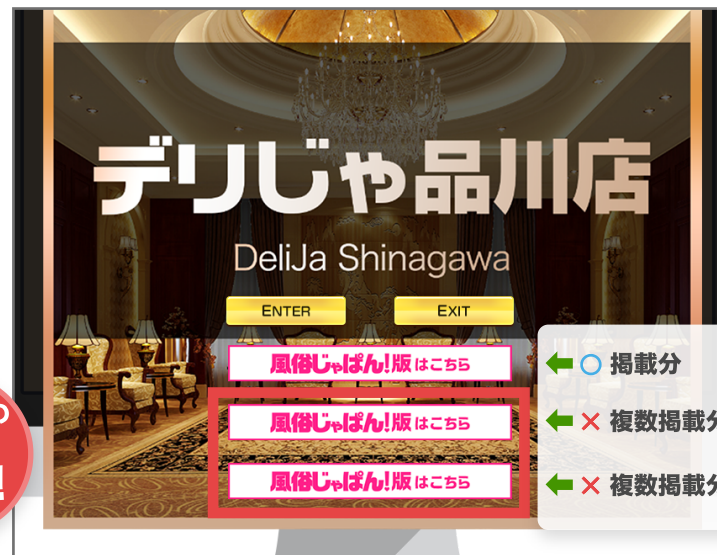 デリじゃ品川店
DeliJa Shinagawa
ENTER
EXIT
風俗じゃぱん!版はこちら
○ 掲載分
風俗じゃぱん!版はこちら
× 複数掲載分
風俗じゃぱん!版はこちら
× 複数掲載分